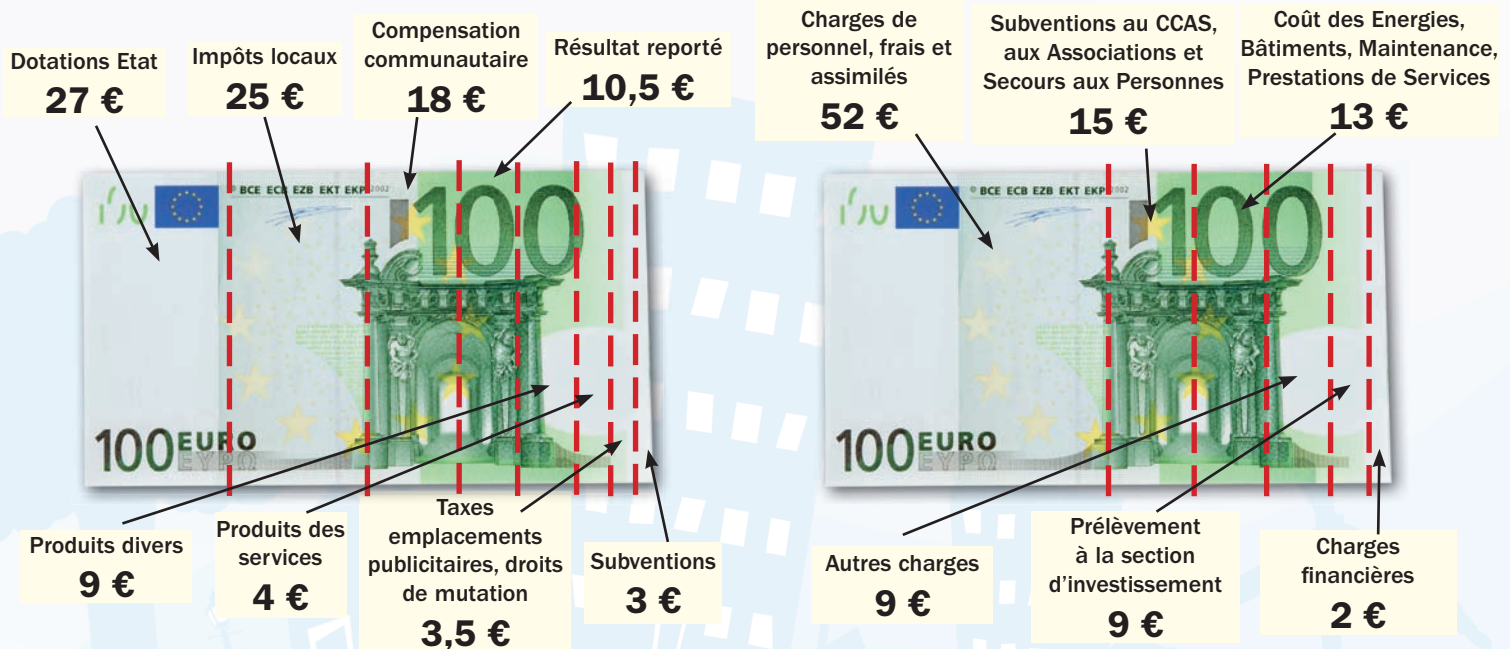 Dotations Etat
27 €
Impôts locaux
25 €
Compensation
communautaire
18 €
Résultat reporté
10,5 €
© BCE ECB EZB EKT EKP 2002
100
100 EURO
ΕΥΡΩ
Produits divers
9 €
Produits des
services
4 €
Taxes
emplacements
publicitaires, droits
de mutation
3,5 €
Subventions
3 €
Charges de
personnel, frais et
assimilés
52 €
Subventions au CCAS,
aux Associations et
Secours aux Personnes
15 €
Coût des Energies,
Bâtiments, Maintenance,
Prestations de Services
13 €
© BCE ECB EZB EKT EKP 2002
100
100 EURO
ΕΥΡΩ
Autres charges
9 €
Prélèvement
à la section
d'investissement
9 €
Charges
financières
2 €